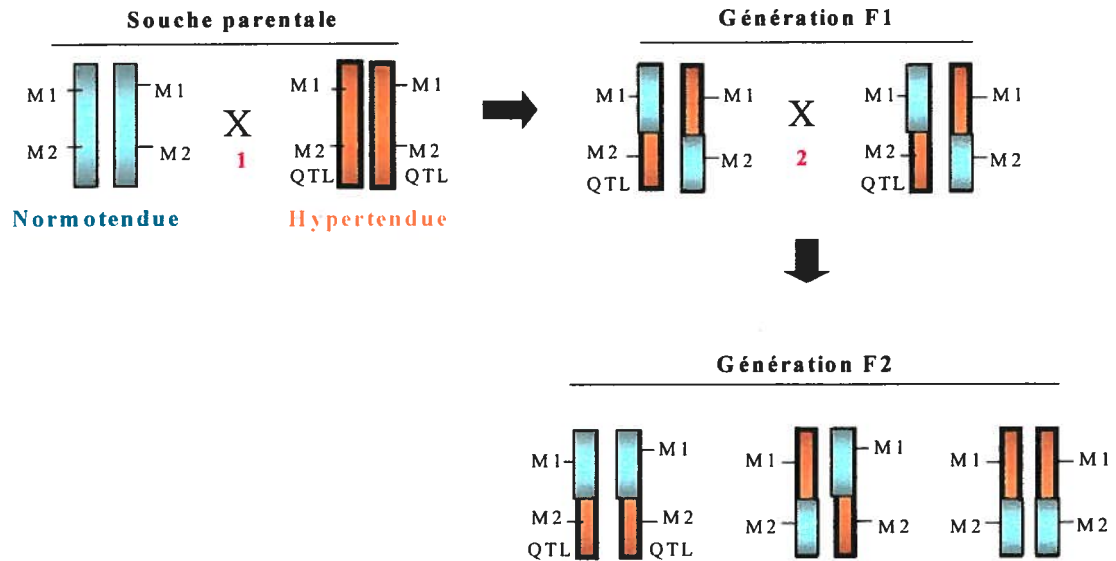 Souche parentale
M1 M1
M2 M2
X
1
M1 M1
M2 M2
QTL QTL
Normotendue
Hypertendue
Génération F1
M1 M1
M2 M2
QTL
X
2
M1 M1
M2 M2
QTL
Génération F2
M1 M1
M2 M2
QTL QTL
M1 M1
M2 M2
M1 M1
M2 M2